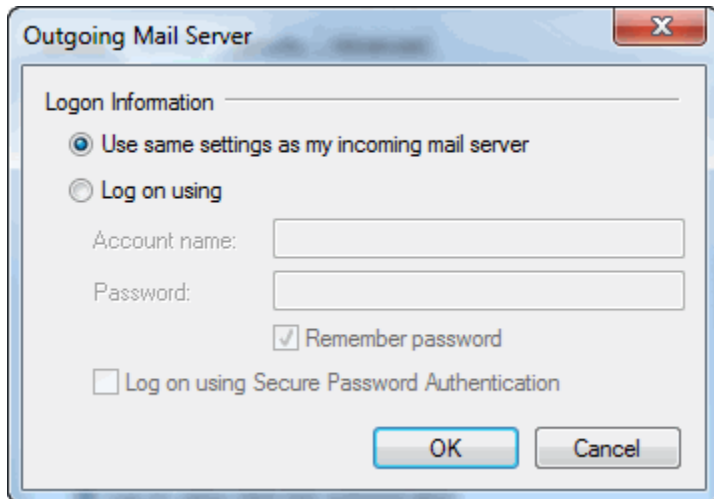 Outgoing Mail Server
Logon Information
Use same settings as my incoming mail server
Log on using
Account name:
Password:
Remember password
Log on using Secure Password Authentication
OK Cancel